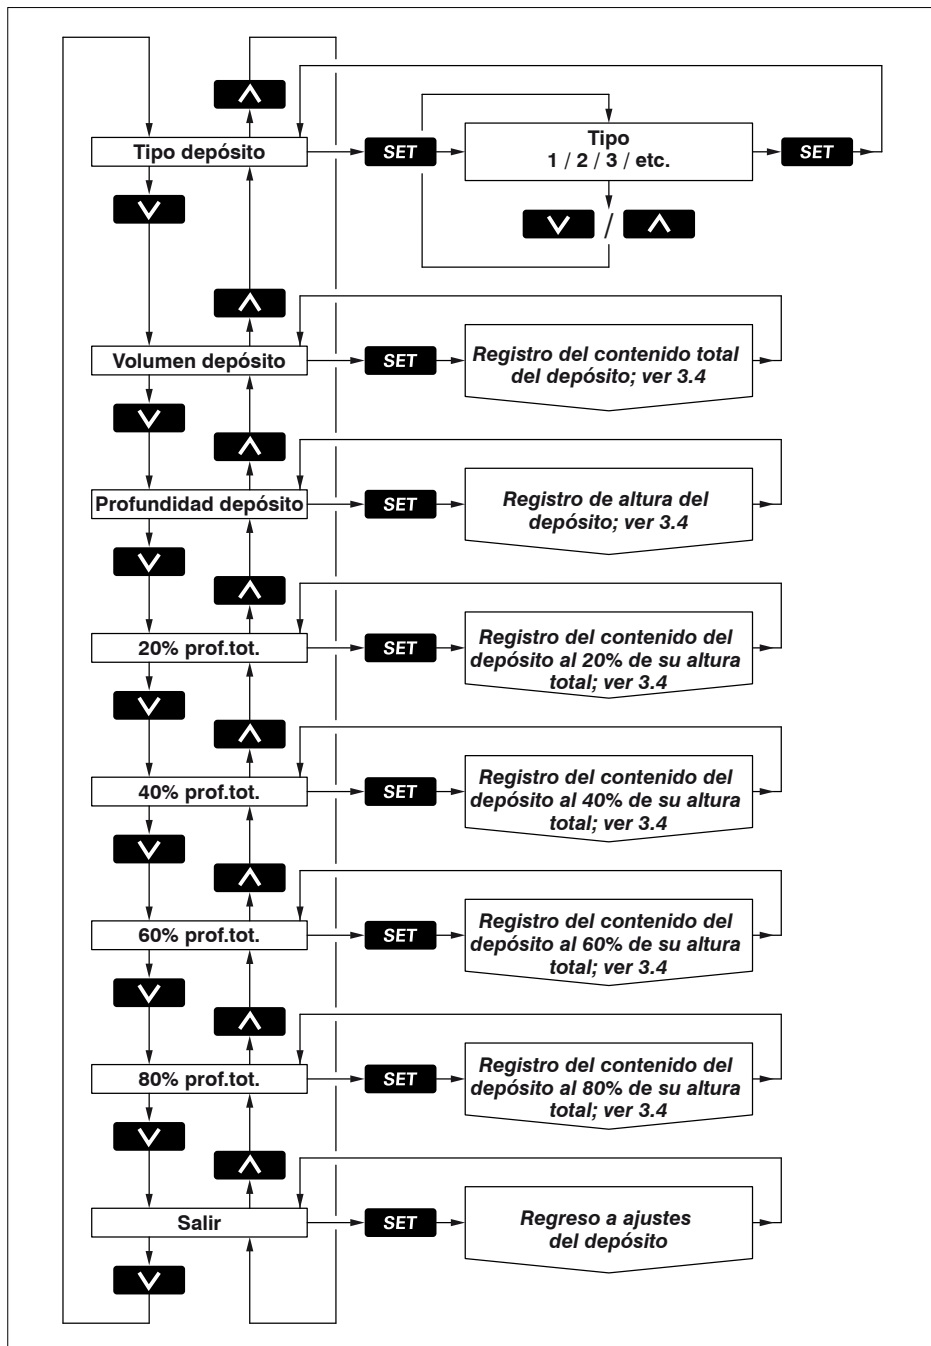 Tipo depósito
SET
Tipo
1 / 2 / 3 / etc.
SET
/
Volumen depósito
SET
Registro del contenido total
del depósito; ver 3.4
Profundidad depósito
SET
Registro de altura del
depósito; ver 3.4
20% prof.tot.
SET
Registro del contenido del
depósito al 20% de su altura
total; ver 3.4
40% prof.tot.
SET
Registro del contenido del
depósito al 40% de su altura
total; ver 3.4
60% prof.tot.
SET
Registro del contenido del
depósito al 60% de su altura
total; ver 3.4
80% prof.tot.
SET
Registro del contenido del
depósito al 80% de su altura
total; ver 3.4
Salir
SET
Regreso a ajustes
del depósito